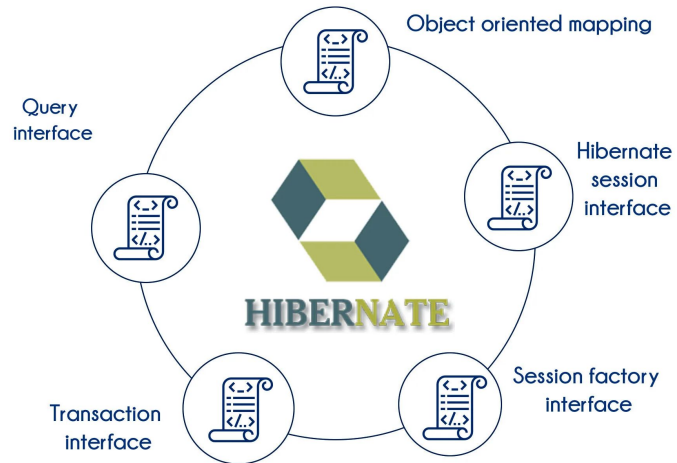 Object oriented mapping
Query
interface
Hibernate
session
interface
HIBERNATE
Session factory
interface
Transaction
interface